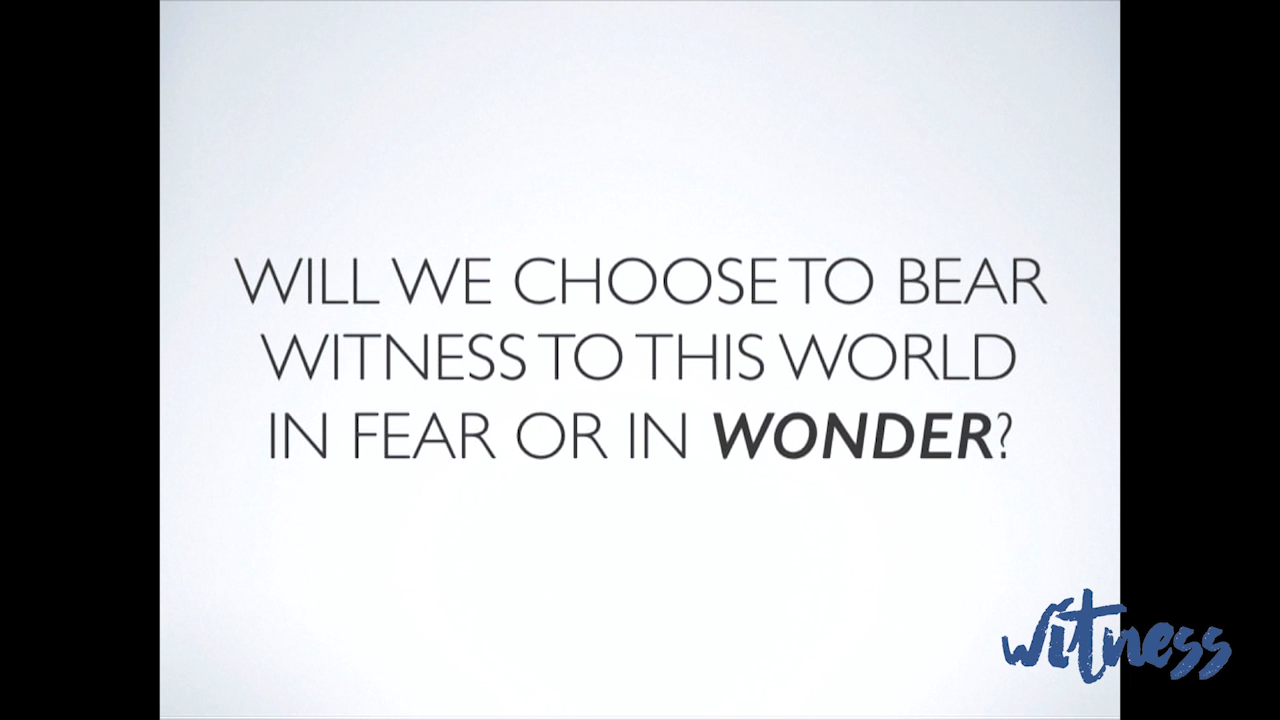 WILL WE CHOOSE TO BEAR
WITNESS TO THIS WORLD
IN FEAR OR IN WONDER?
witness